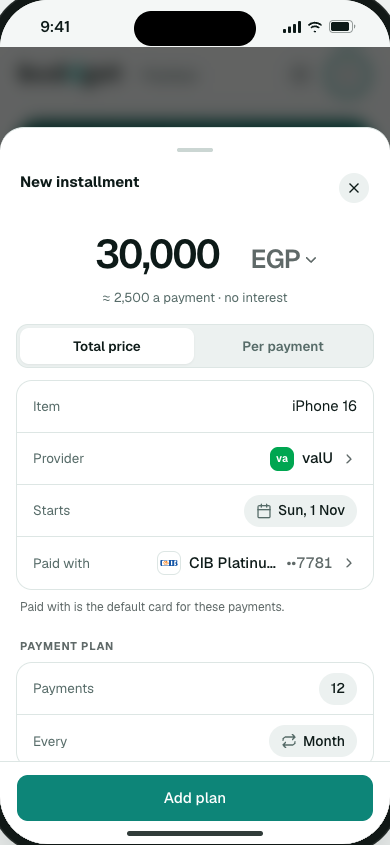 9:41
New installment
30,000 EGP
≈ 2,500 a payment · no interest
Total price
Per payment
Item
iPhone 16
Provider
va valU
Starts
Sun, 1 Nov
Paid with
CIB CIB Platinu... ••7781
Paid with is the default card for these payments.
PAYMENT PLAN
Payments
12
Every
Month
Add plan